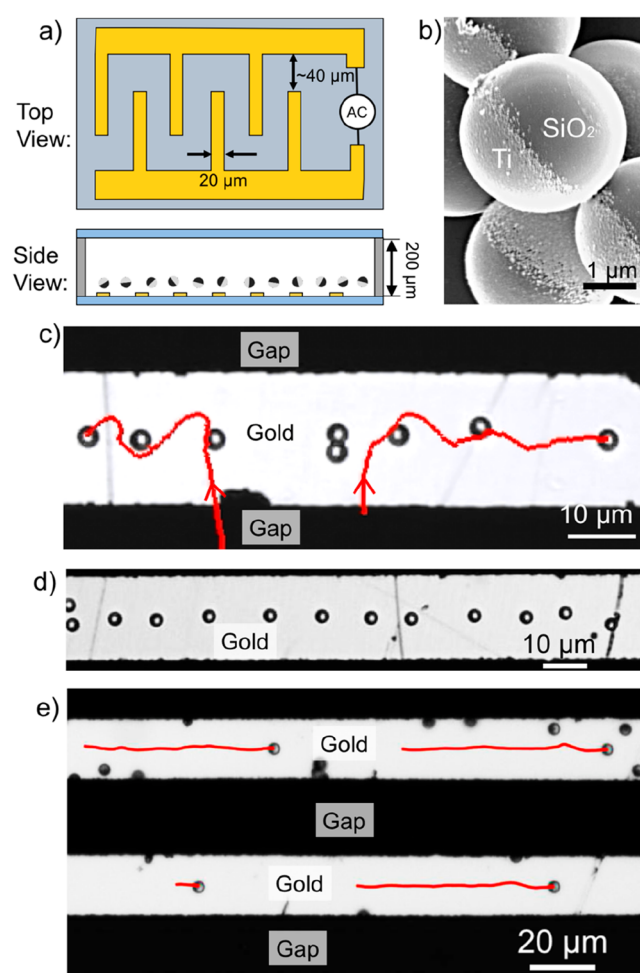 a)
Top
View:
~40 µm
AC
20 µm
Side
View:
200 µm
b)
SiO₂
Ti
1 µm
c)
Gap
Gold
Gap
10 µm
d)
Gold
10 µm
e)
Gold
Gap
Gold
Gap
20 µm